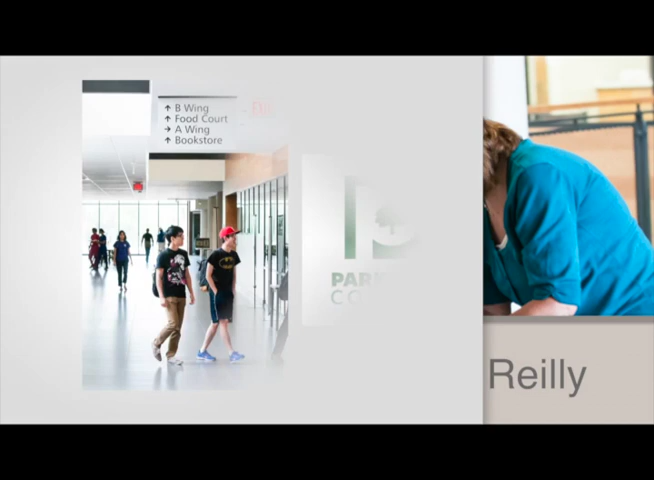 ↑ B Wing
↑ Food Court
→ A Wing
↑ Bookstore
Reilly